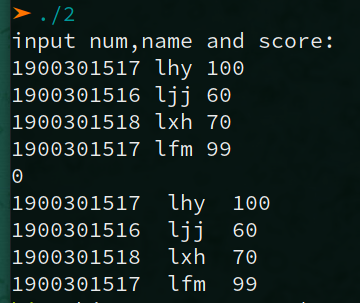 ➤ ./2
input num,name and score:
1900301517 lhy 100
1900301516 ljj 60
1900301518 lxh 70
1900301517 lfm 99
0
1900301517  lhy  100
1900301516  ljj  60
1900301518  lxh  70
1900301517  lfm  99